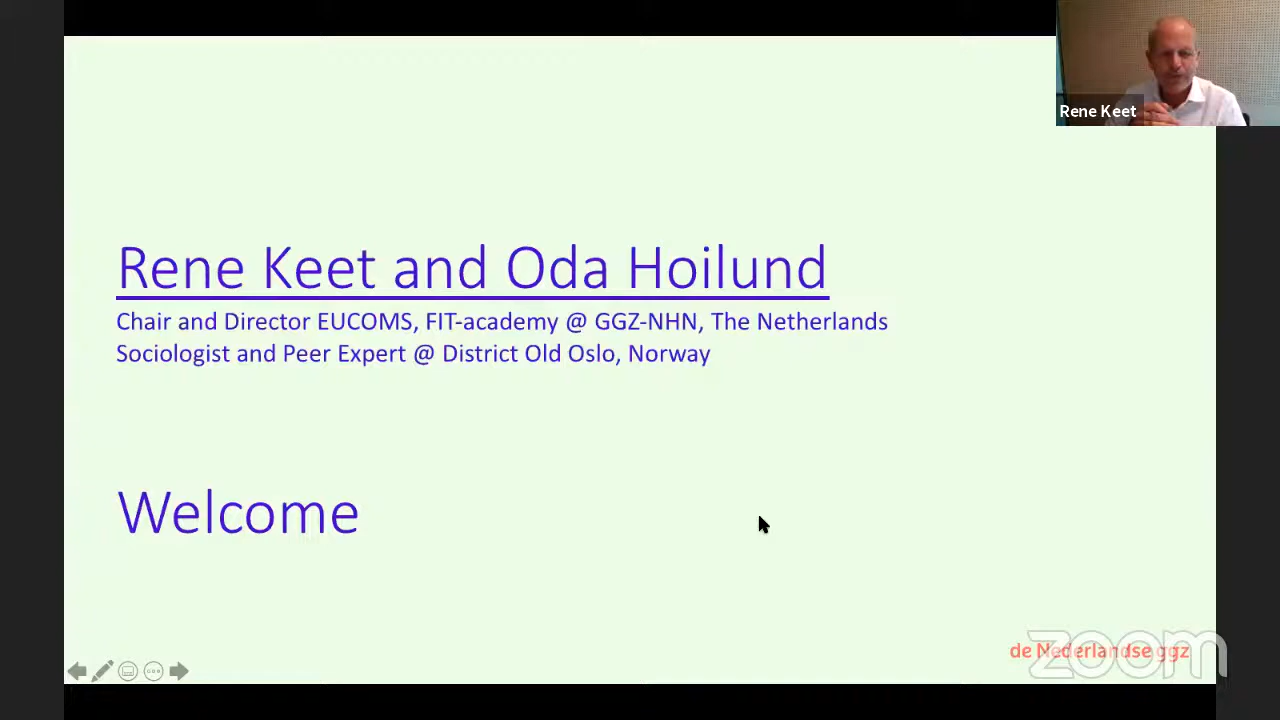 Rene Keet
Rene Keet and Oda Hoilund
Chair and Director EUCOMS, FIT-academy @ GGZ-NHN, The Netherlands
Sociologist and Peer Expert @ District Old Oslo, Norway
Welcome
de Nederlandse ggz
zoom